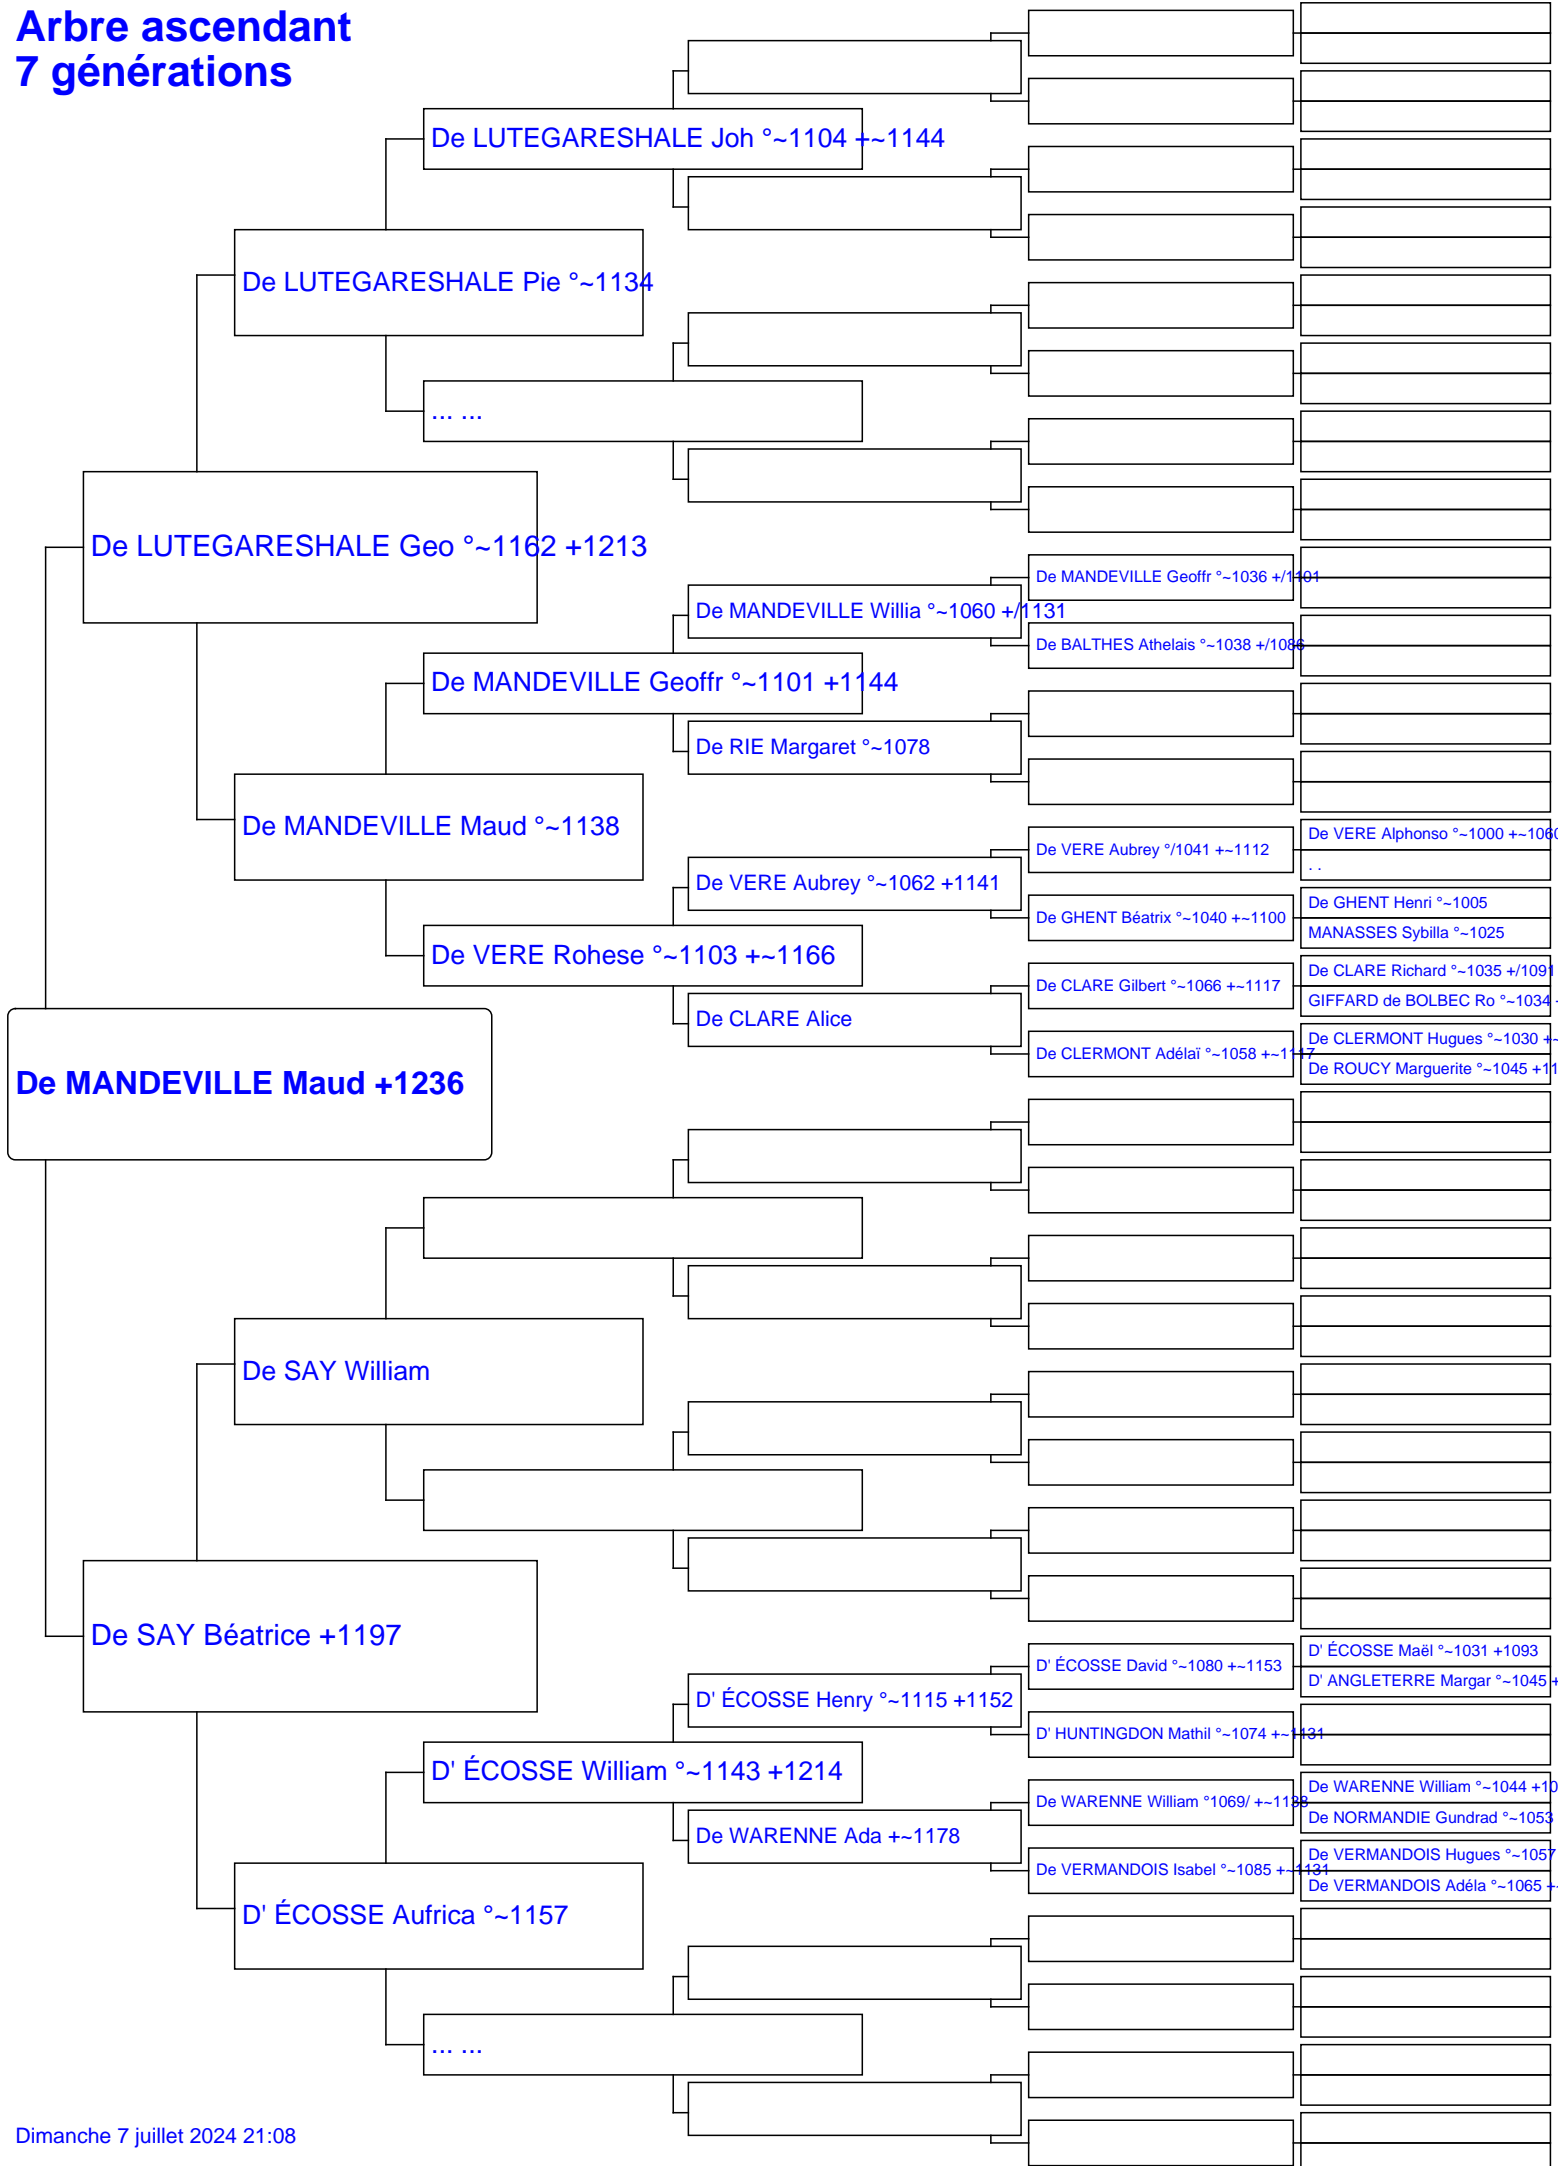 Arbre ascendant
7 générations
De LUTEGARESHALE Joh °~1104 +~1144
De LUTEGARESHALE Pie °~1134
... ...
De LUTEGARESHALE Geo °~1162 +1213
De MANDEVILLE Geoffr °~1036 +/1101
De MANDEVILLE Willia °~1060 +/1131
De BALTHES Athelais °~1038 +/1086
De MANDEVILLE Geoffr °~1101 +1144
De RIE Margaret °~1078
De MANDEVILLE Maud °~1138
De VERE Alphonso °~1000 +~1060
De VERE Aubrey °/1041 +~1112
. .
De VERE Aubrey °~1062 +1141
De GHENT Henri °~1005
De GHENT Béatrix °~1040 +~1100
MANASSES Sybilla °~1025
De VERE Rohese °~1103 +~1166
De CLARE Richard °~1035 +/1091
De CLARE Gilbert °~1066 +~1117
GIFFARD de BOLBEC Ro °~1034
De CLARE Alice
De CLERMONT Hugues °~1030
De CLERMONT Adélaï °~1058 +~1117
De ROUCY Marguerite °~1045 +11
De MANDEVILLE Maud +1236
De SAY William
De SAY Béatrice +1197
D' ÉCOSSE Maël °~1031 +1093
D' ÉCOSSE David °~1080 +~1153
D' ANGLETERRE Margar °~1045 +
D' ÉCOSSE Henry °~1115 +1152
D' HUNTINGDON Mathil °~1074 +~1131
D' ÉCOSSE William °~1143 +1214
De WARENNE William °~1044 +10
De WARENNE William °1069/ +~1138
De NORMANDIE Gundrad °~1053
De WARENNE Ada +~1178
De VERMANDOIS Hugues °~1057
De VERMANDOIS Isabel °~1085 +~1131
De VERMANDOIS Adéla °~1065 +
D' ÉCOSSE Aufrica °~1157
... ...
Dimanche 7 juillet 2024 21:08